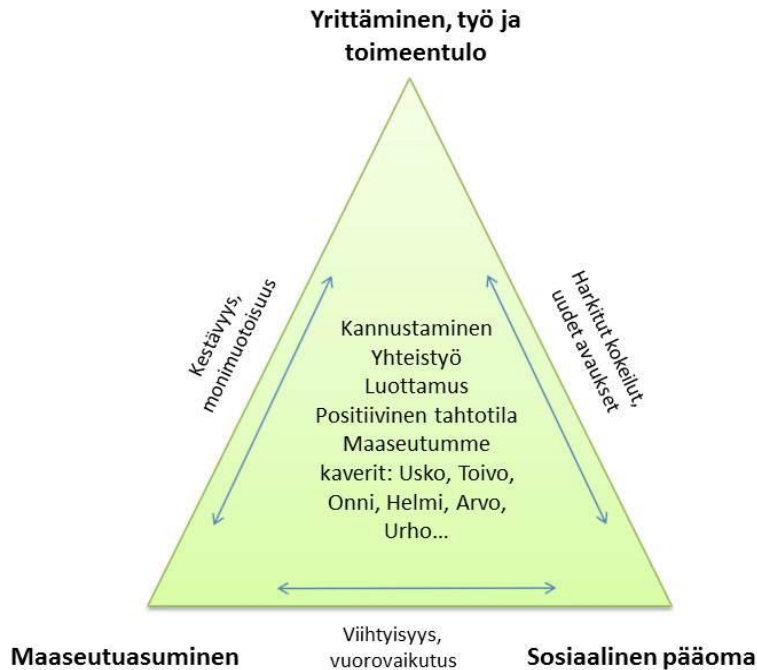 Yrittäminen, työ ja
toimeentulo
Kestävyys,
monimuotoisuus
Harkitut kokeilut,
uudet avaukset
Kannustaminen
Yhteistyö
Luottamus
Positiivinen tahtotila
Maaseutumme
kaverit: Usko, Toivo,
Onni, Helmi, Arvo,
Urho...
Maaseutuasuminen
Viihtyisyys,
vuorovaikutus
Sosiaalinen pääoma